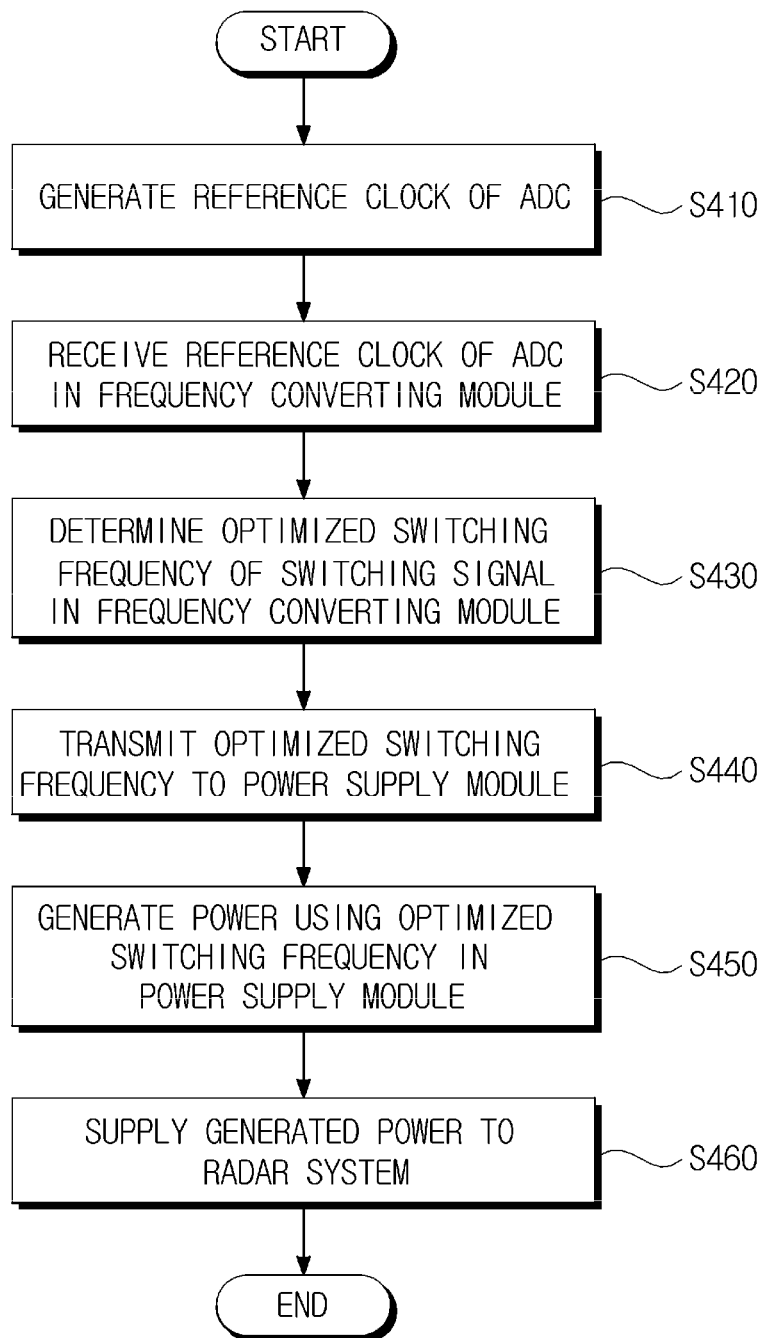 START
GENERATE REFERENCE CLOCK OF ADC
S410
RECEIVE REFERENCE CLOCK OF ADC
IN FREQUENCY CONVERTING MODULE
S420
DETERMINE OPTIMIZED SWITCHING
FREQUENCY OF SWITCHING SIGNAL
IN FREQUENCY CONVERTING MODULE
S430
TRANSMIT OPTIMIZED SWITCHING
FREQUENCY TO POWER SUPPLY MODULE
S440
GENERATE POWER USING OPTIMIZED
SWITCHING FREQUENCY IN
POWER SUPPLY MODULE
S450
SUPPLY GENERATED POWER TO
RADAR SYSTEM
S460
END